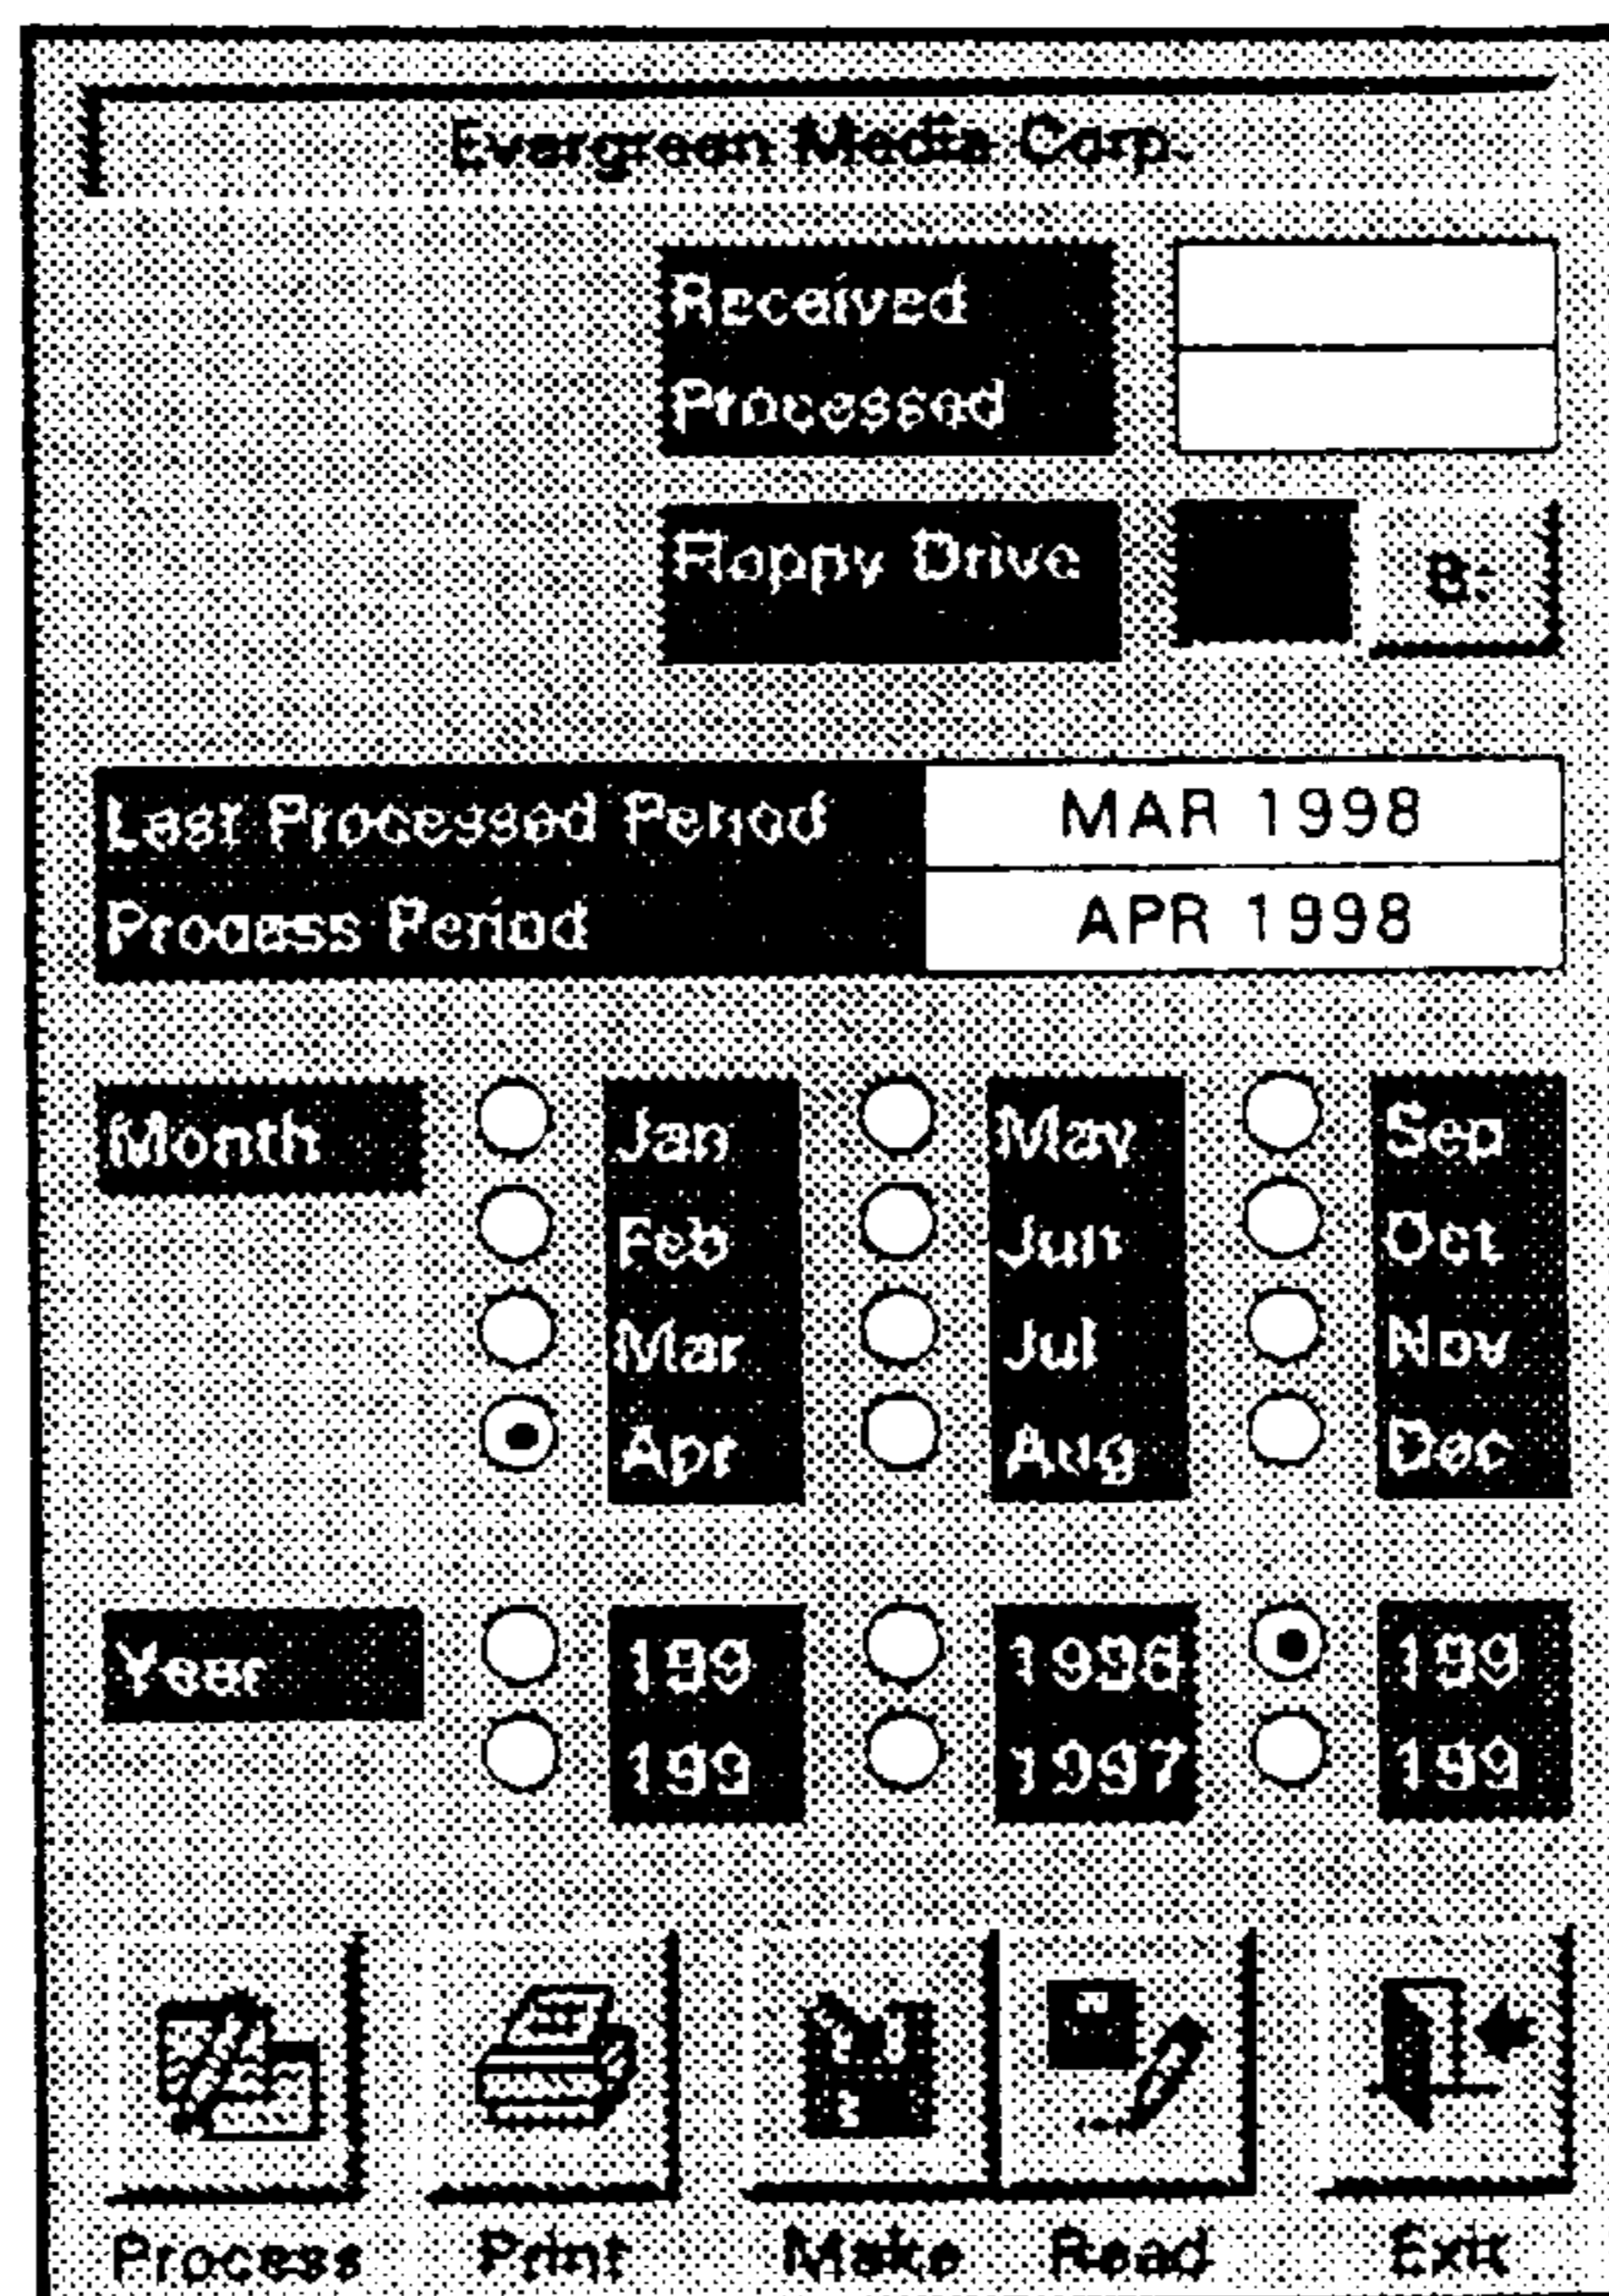 Evergreen Media Corp.
Received
Processed
Floppy Drive B:
Last Processed Period MAR 1998
Process Period APR 1998
Month Jan May Sep
Feb Jun Oct
Mar Jul Nov
Apr Aug Dec
Year 199 1996 199
199 1997 199
Process Print Make Read Exit